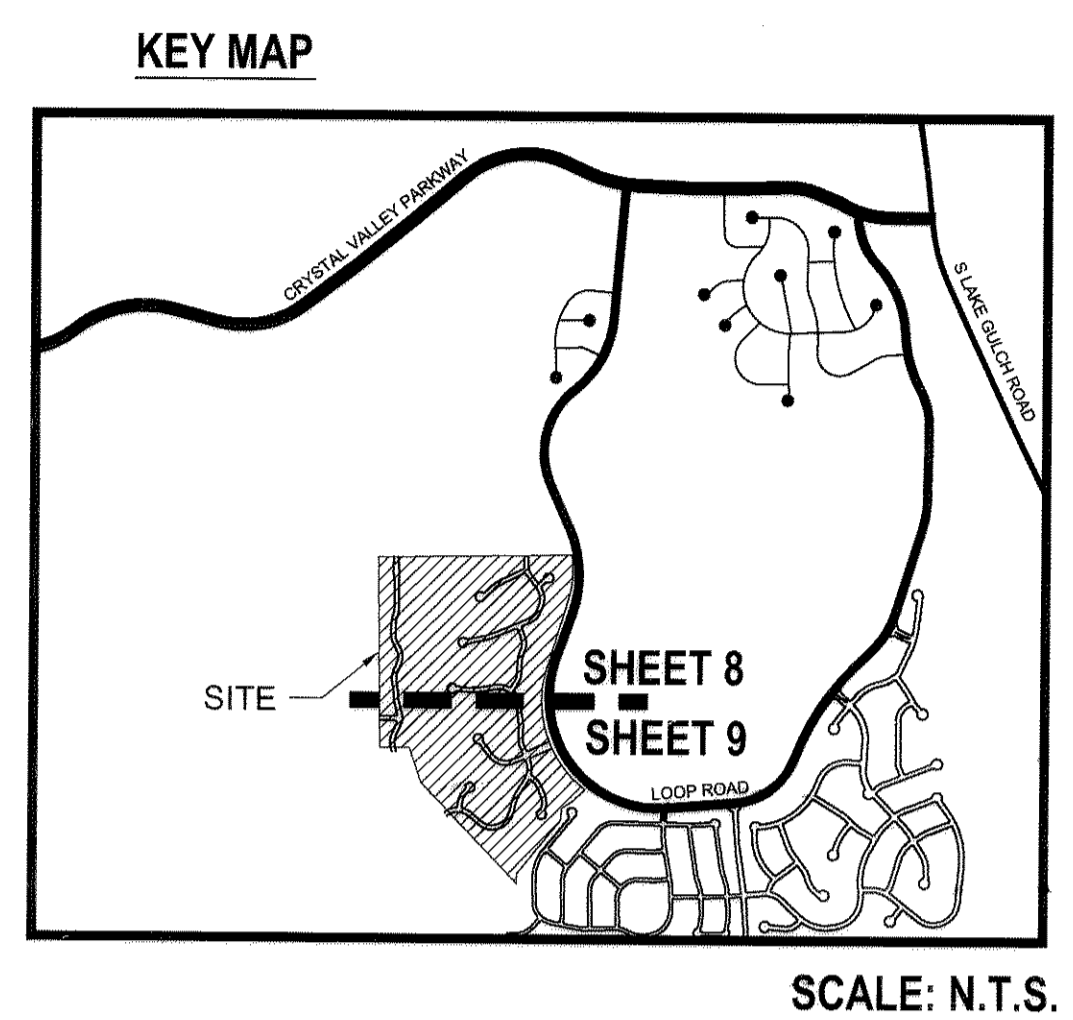 KEY MAP
CRYSTAL VALLEY PARKWAY
S LAKE GULCH ROAD
SHEET 8
SITE
SHEET 9
LOOP ROAD
SCALE: N.T.S.